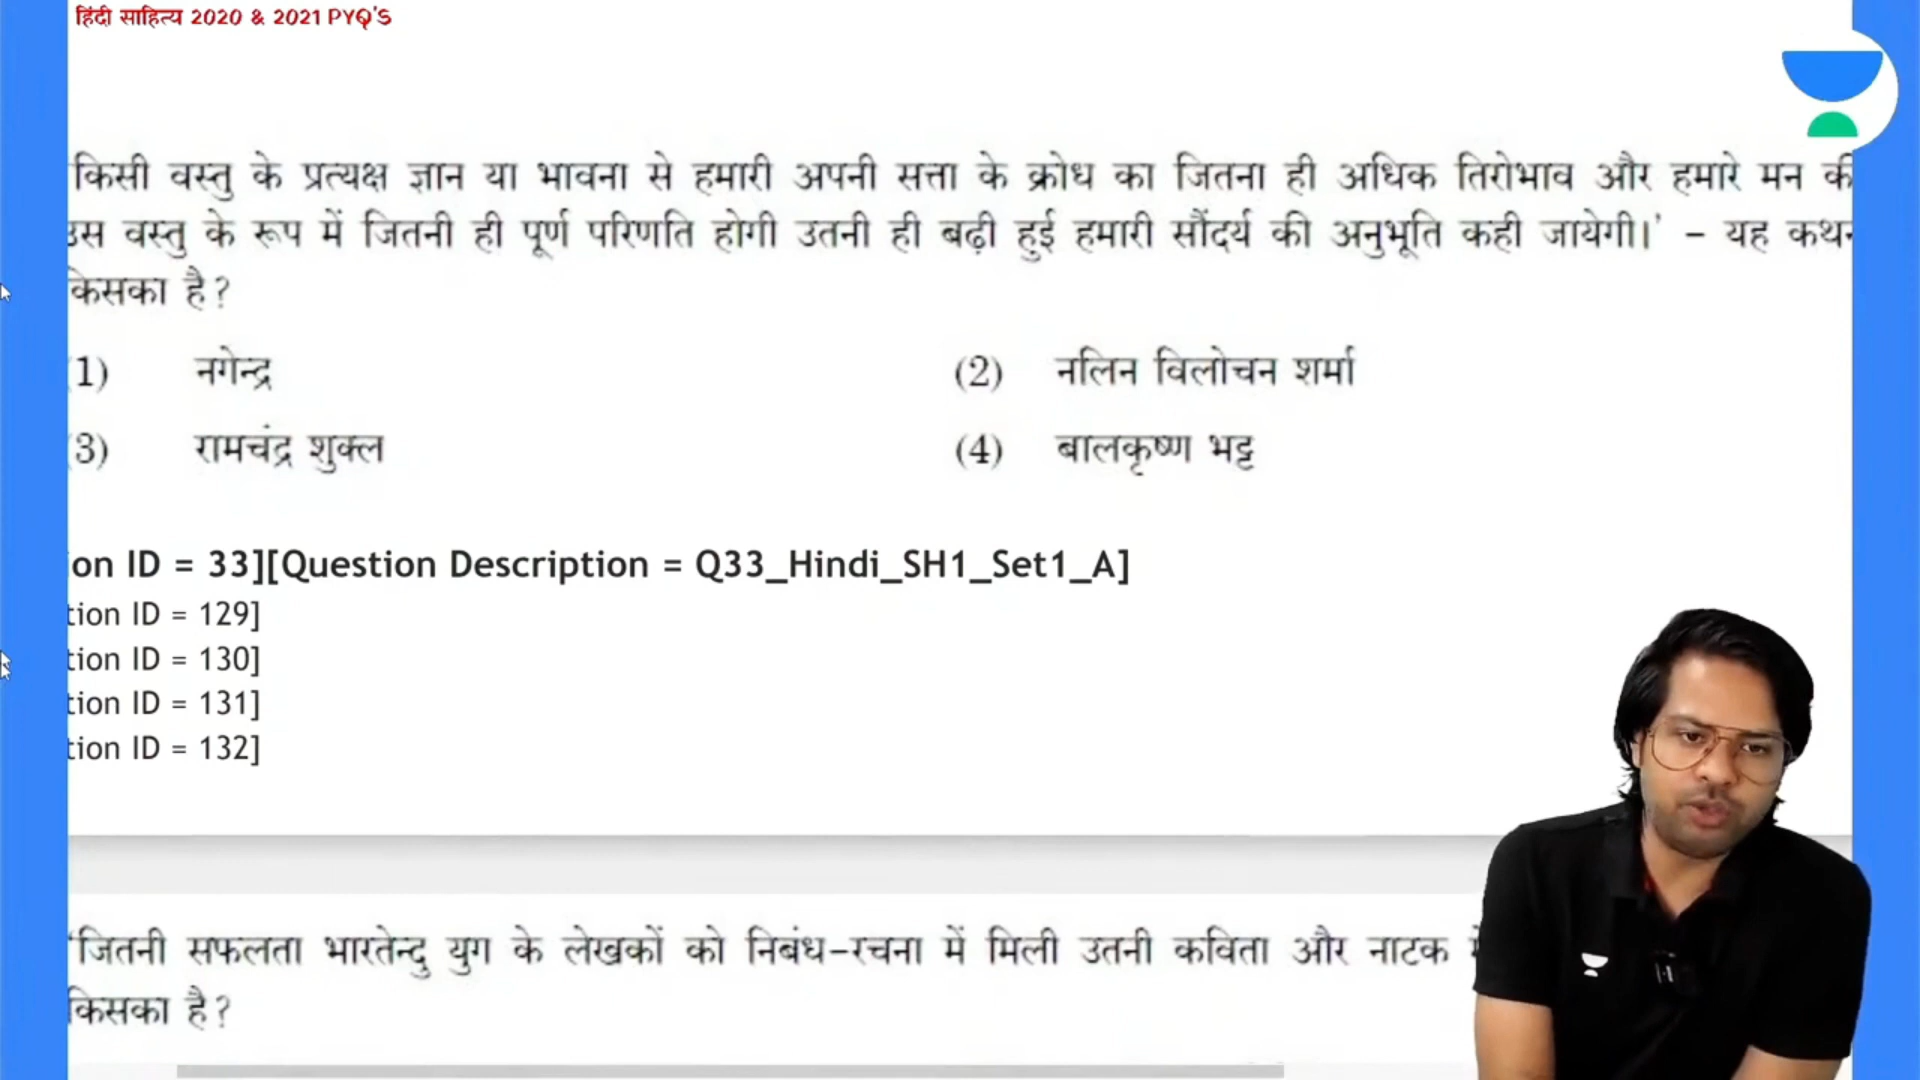 हिंदी साहित्य 2020 & 2021 PYQ'S
किसी वस्तु के प्रत्यक्ष ज्ञान या भावना से हमारी अपनी सत्ता के क्रोध का जितना ही अधिक तिरोभाव और हमारे मन की
उस वस्तु के रूप में जितनी ही पूर्ण परिणति होगी उतनी ही बढ़ी हुई हमारी सौंदर्य की अनुभूति कही जायेगी।' – यह कथन
किसका है?
(1) नगेन्द्र (2) नलिन विलोचन शर्मा
(3) रामचंद्र शुक्ल (4) बालकृष्ण भट्ट
on ID = 33][Question Description = Q33_Hindi_SH1_Set1_A]
tion ID = 129]
tion ID = 130]
tion ID = 131]
tion ID = 132]
'जितनी सफलता भारतेन्दु युग के लेखकों को निबंध-रचना में मिली उतनी कविता और नाटक
किसका है?